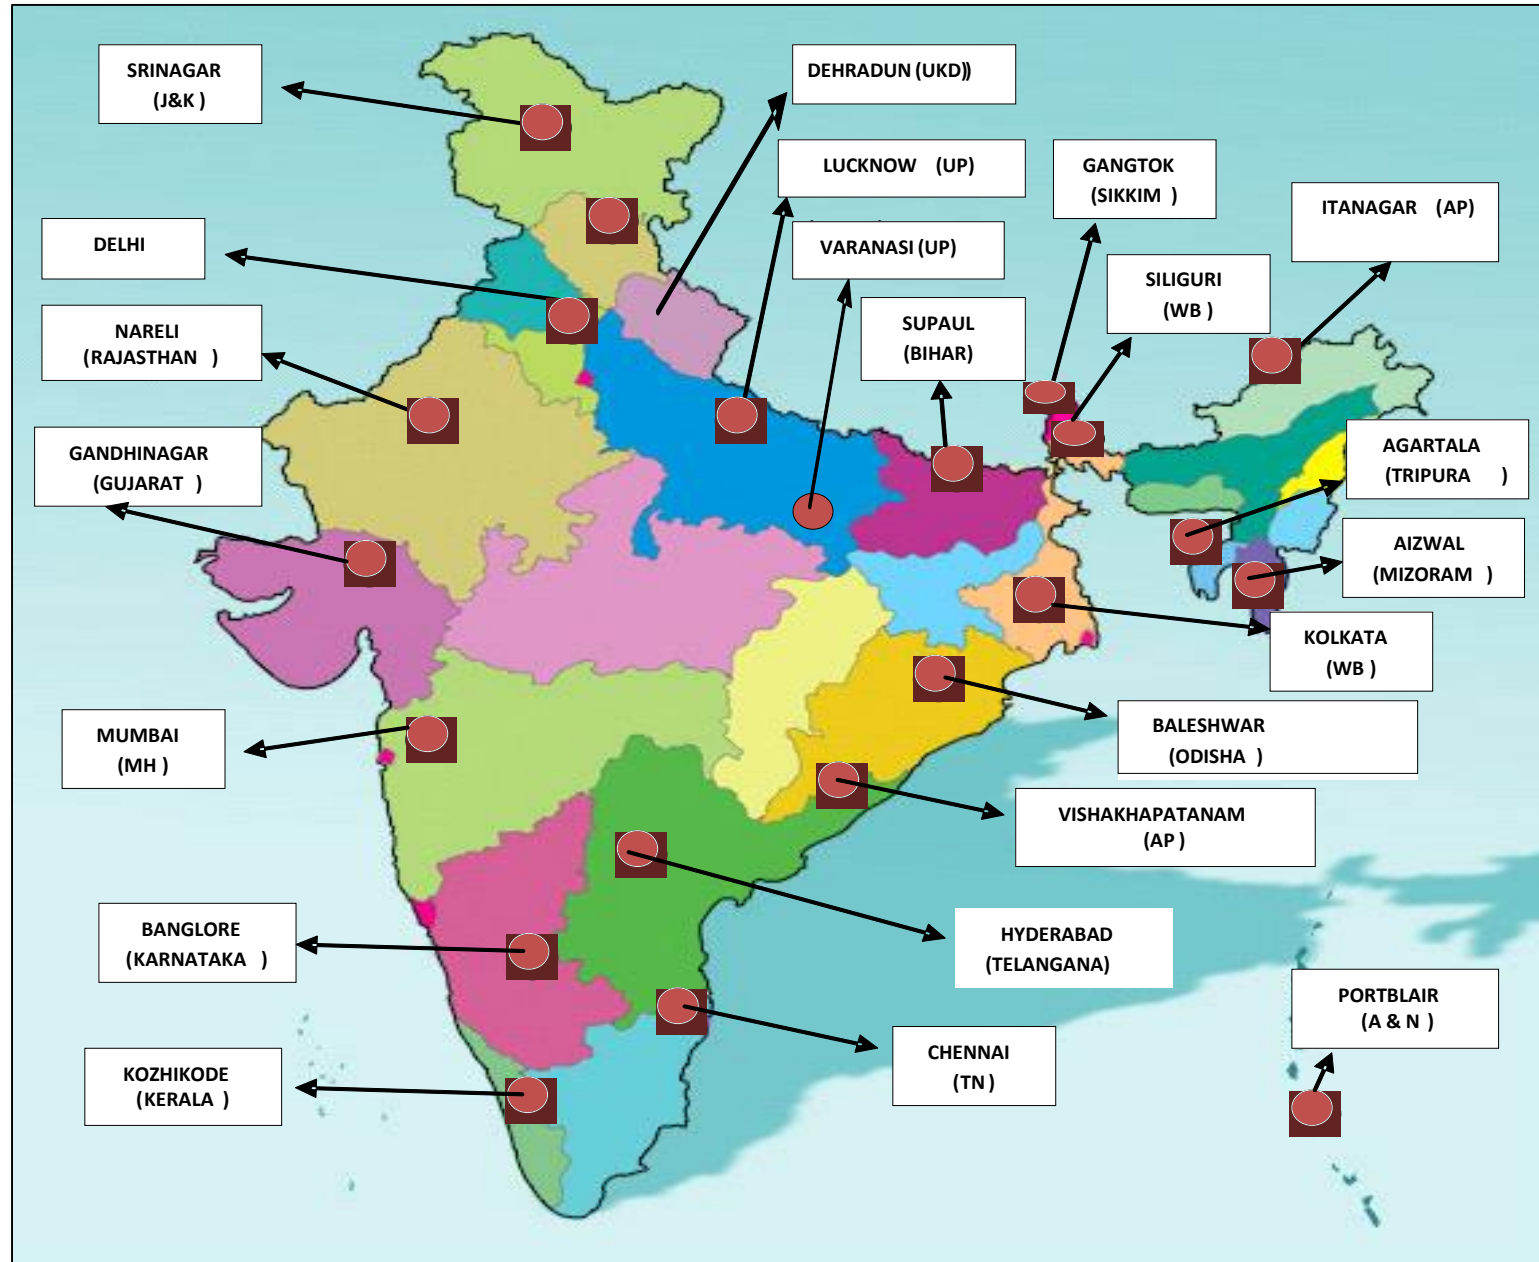 SRINAGAR
(J&K )
DEHRADUN (UKD))
LUCKNOW (UP)
GANGTOK
(SIKKIM )
ITANAGAR (AP)
DELHI
VARANASI (UP)
SILIGURI
(WB )
NARELI
(RAJASTHAN )
SUPAUL
(BIHAR)
GANDHINAGAR
(GUJARAT )
AGARTALA
(TRIPURA )
AIZWAL
(MIZORAM )
KOLKATA
(WB )
MUMBAI
(MH )
BALESHWAR
(ODISHA )
VISHAKHAPATANAM
(AP )
BANGLORE
(KARNATAKA )
HYDERABAD
(TELANGANA)
PORTBLAIR
(A & N )
CHENNAI
(TN )
KOZHIKODE
(KERALA )